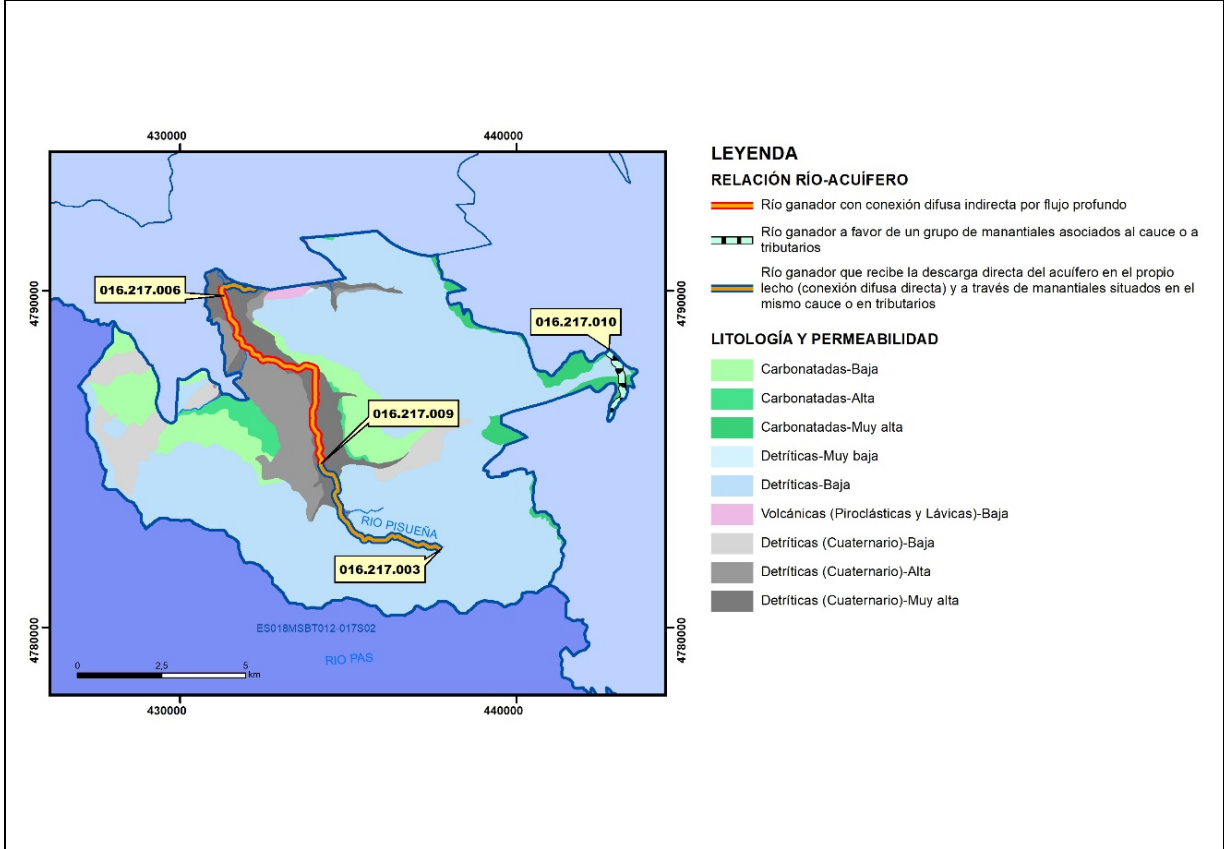 430000
440000
4790000
4790000
4780000
4780000
016.217.006
016.217.010
016.217.009
RIO PISUEÑA
016.217.003
ES018MSBT012-017S02
RIO PAS
0
2,5
5
km
430000
440000
LEYENDA
RELACIÓN RÍO-ACUÍFERO
Río ganador con conexión difusa indirecta por flujo profundo
Río ganador a favor de un grupo de manantiales asociados al cauce o a
tributarios
Río ganador que recibe la descarga directa del acuífero en el propio
lecho (conexión difusa directa) y a través de manantiales situados en el
mismo cauce o en tributarios
LITOLOGÍA Y PERMEABILIDAD
Carbonatadas-Baja
Carbonatadas-Alta
Carbonatadas-Muy alta
Detríticas-Muy baja
Detríticas-Baja
Volcánicas (Piroclásticas y Lávicas)-Baja
Detríticas (Cuaternario)-Baja
Detríticas (Cuaternario)-Alta
Detríticas (Cuaternario)-Muy alta